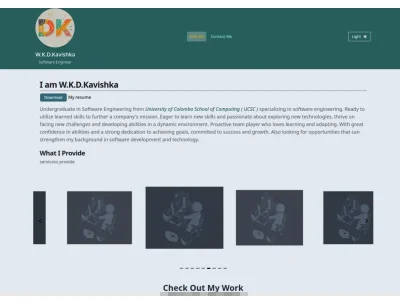 DK
W.K.D.Kavishka
Software Engineer
Contact Me
Light
I am W.K.D.Kavishka
Download My resume
Undergraduate in Software Engineering from University of Colombo School of Computing ( UCSC ) specializing in software engineering. Ready to
utilize learned skills to further a company's mission. Eager to learn new skills and passionate about exploring new technologies, thrive on
facing new challenges and developing abilities in a dynamic environment. Proactive team player who loves learning and adapting. With great
confidence in abilities and a strong dedication to achieving goals, committed to success and growth. Also looking for opportunities that can
strengthen my background in software development and technology.
What I Provide
services provide
Check Out My Work